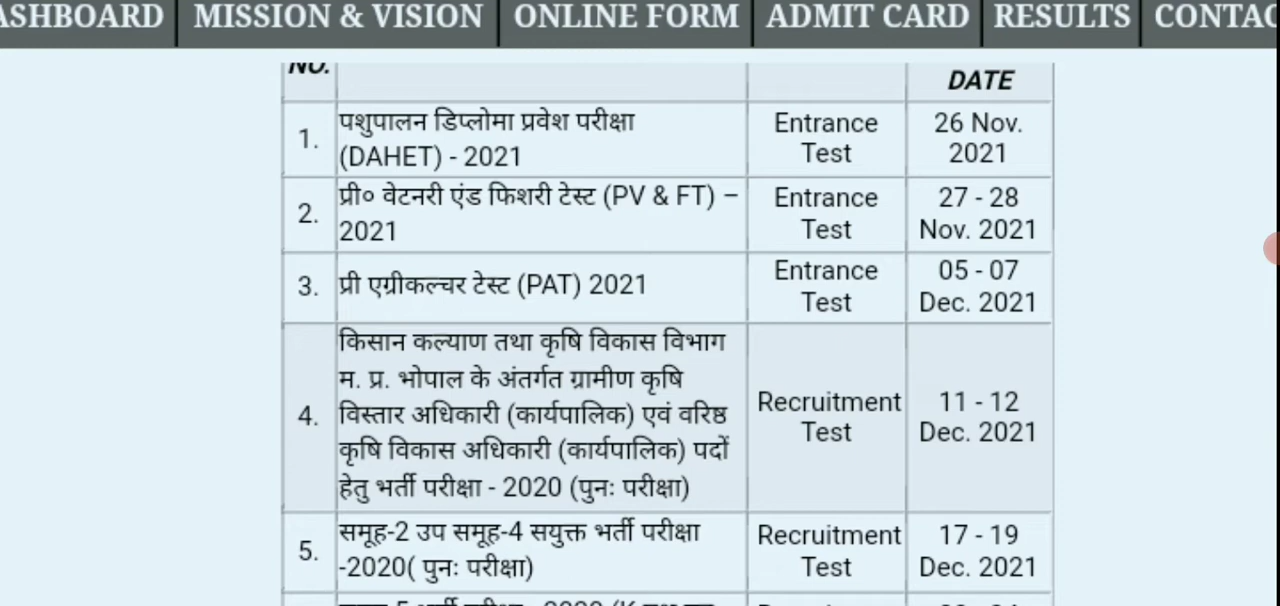 ASHBOARD MISSION & VISION ONLINE FORM ADMIT CARD RESULTS CONTAC
NO. DATE
1. पशुपालन डिप्लोमा प्रवेश परीक्षा
(DAHET) - 2021
Entrance
Test
26 Nov.
2021
2. प्री० वेटनरी एंड फिशरी टेस्ट (PV & FT) –
2021
Entrance
Test
27 - 28
Nov. 2021
3. प्री एग्रीकल्चर टेस्ट (PAT) 2021
Entrance
Test
05 - 07
Dec. 2021
4. किसान कल्याण तथा कृषि विकास विभाग
म. प्र. भोपाल के अंतर्गत ग्रामीण कृषि
विस्तार अधिकारी (कार्यपालिक) एवं वरिष्ठ
कृषि विकास अधिकारी (कार्यपालिक) पदों
हेतु भर्ती परीक्षा - 2020 (पुनः परीक्षा)
Recruitment
Test
11 - 12
Dec. 2021
5. समूह-2 उप समूह-4 सयुक्त भर्ती परीक्षा
-2020( पुनः परीक्षा)
Recruitment
Test
17 - 19
Dec. 2021